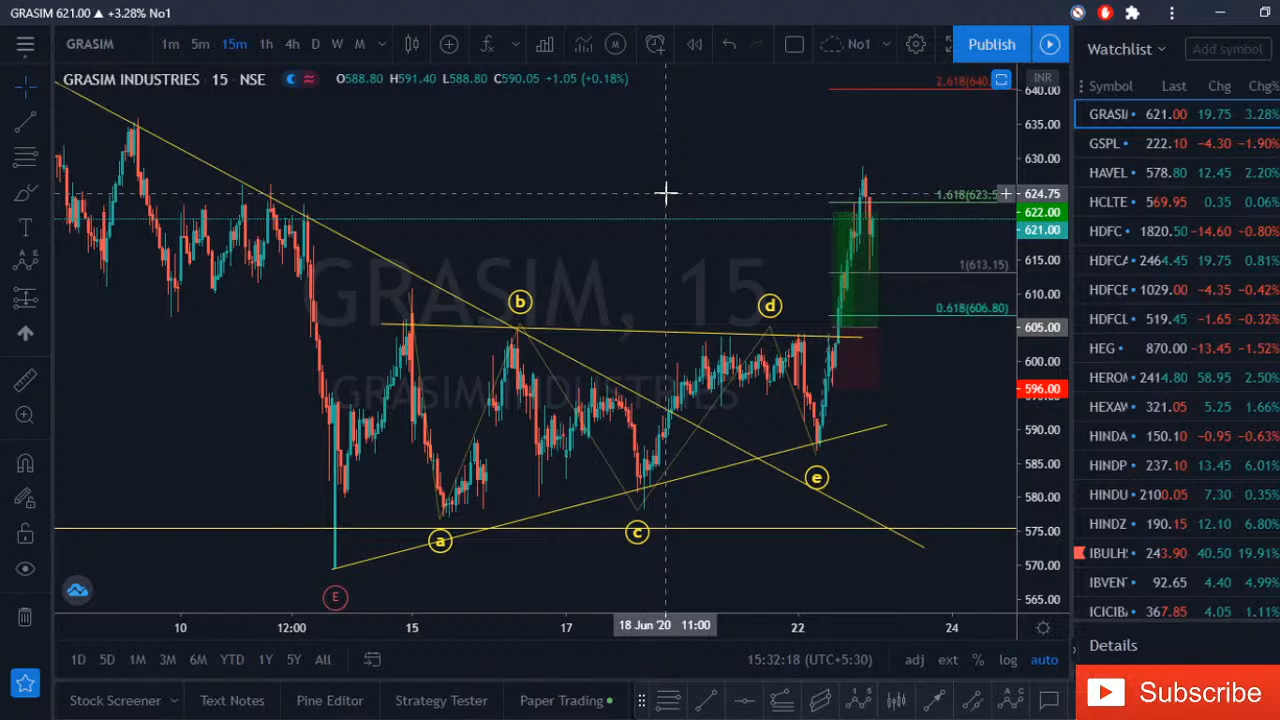 GRASIM 621.00 ▲ +3.28% No1
GRASIM 1m 5m 15m 1h 4h D W M No1 Publish
Watchlist Add symbol
GRASIM INDUSTRIES 15 NSE O588.80 H591.40 L588.80 C590.05 +1.05 (+0.18%)
INR
Symbol Last Chg Chg%
GRASIM, 15
GRASIM INDUSTRIES
2.618(640.
1.618(623.5
1(613.15)
0.618(606.80)
640.00
635.00
630.00
624.75
622.00
621.00
615.00
610.00
605.00
600.00
596.00
590.00
585.00
580.00
575.00
570.00
565.00
a
b
c
d
e
E
GRASI 621.00 19.75 3.28%
GSPL 222.10 −4.30 −1.90%
HAVEL 578.80 12.45 2.20%
HCLTE 569.95 0.35 0.06%
HDFC 1820.50 −14.60 −0.80%
HDFCA 2464.45 19.75 0.81%
HDFCE 1029.00 −4.35 −0.42%
HDFCL 519.45 −1.65 −0.32%
HEG 870.00 −13.45 −1.52%
HEROM 2414.80 58.95 2.50%
HEXAW 321.05 5.25 1.66%
HINDA 150.10 −0.95 −0.63%
HINDP 237.10 13.45 6.01%
HINDU 2100.05 7.30 0.35%
HINDZ 190.15 12.10 6.80%
IBULH 243.90 40.50 19.91%
IBVEN 92.65 4.40 4.99%
ICICIB 367.85 4.05 1.11%
10 12:00 15 17 18 Jun '20 11:00 22 24
1D 5D 1M 3M 6M YTD 1Y 5Y All 15:32:18 (UTC+5:30) adj ext % log auto
Details
Stock Screener Text Notes Pine Editor Strategy Tester Paper Trading
Subscribe